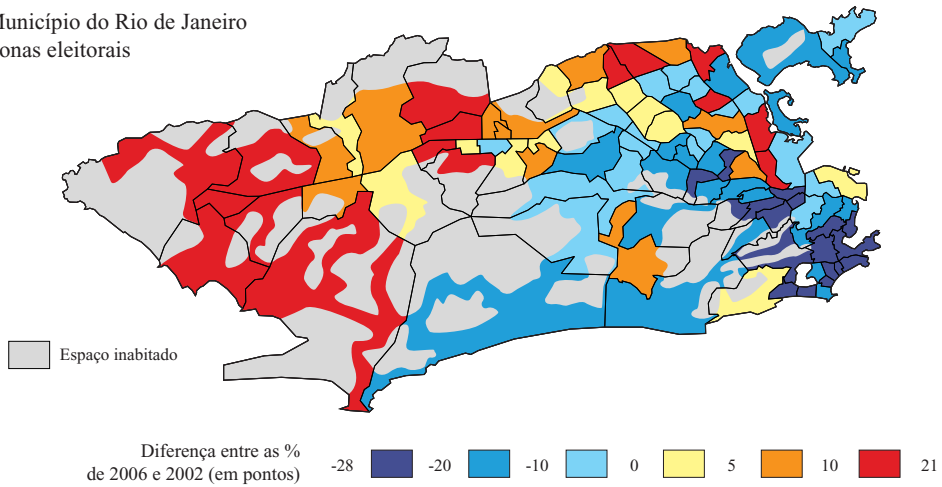 Município do Rio de Janeiro
onas eleitorais
Espaço inabitado
Diferença entre as %
de 2006 e 2002 (em pontos)
-28 -20 -10 0 5 10 21